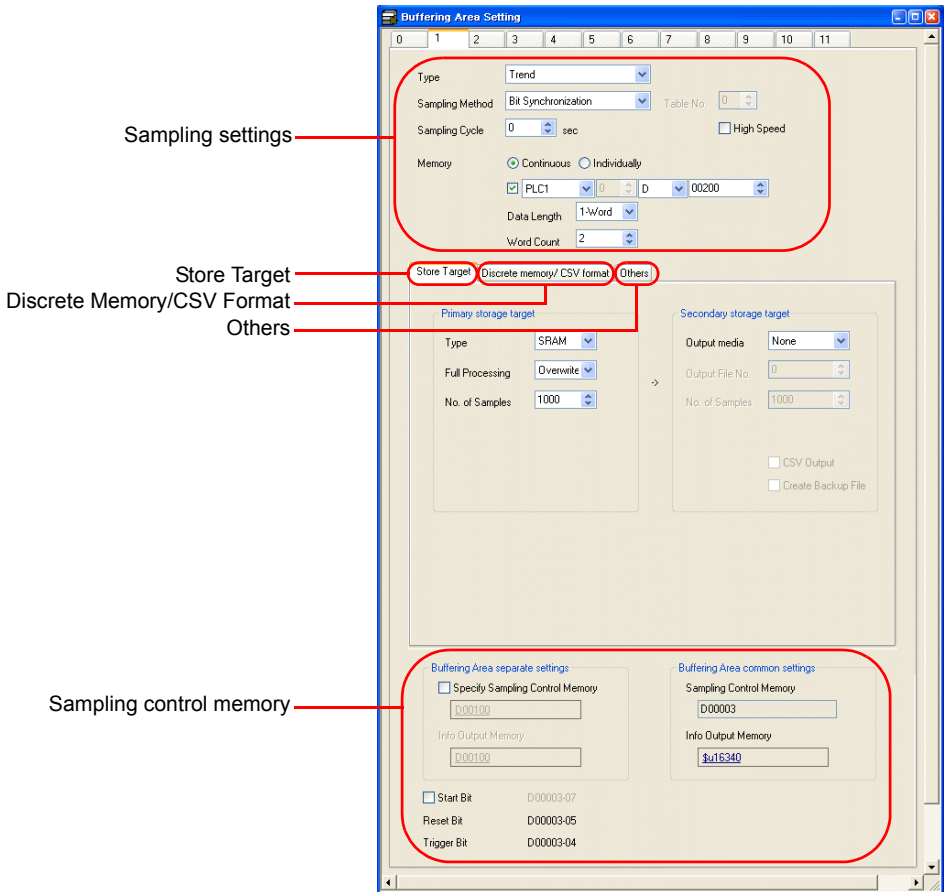 Buffering Area Setting
0 1 2 3 4 5 6 7 8 9 10 11
Type Trend
Sampling Method Bit Synchronization Table No. 0
Sampling Cycle 0 sec High Speed
Sampling settings
Memory Continuous Individually
PLC1 0 D 00200
Data Length 1-Word
Word Count 2
Store Target
Discrete Memory/CSV Format
Others
Store Target Discrete memory/ CSV format Others
Primary storage target
Type SRAM
Full Processing Overwrite
No. of Samples 1000
->
Secondary storage target
Output media None
Output File No. 0
No. of Samples 1000
CSV Output
Create Backup File
Sampling control memory
Buffering Area separate settings
Specify Sampling Control Memory
D00100
Info Output Memory
D00100
Buffering Area common settings
Sampling Control Memory
D00003
Info Output Memory
$u16340
Start Bit D00003-07
Reset Bit D00003-05
Trigger Bit D00003-04